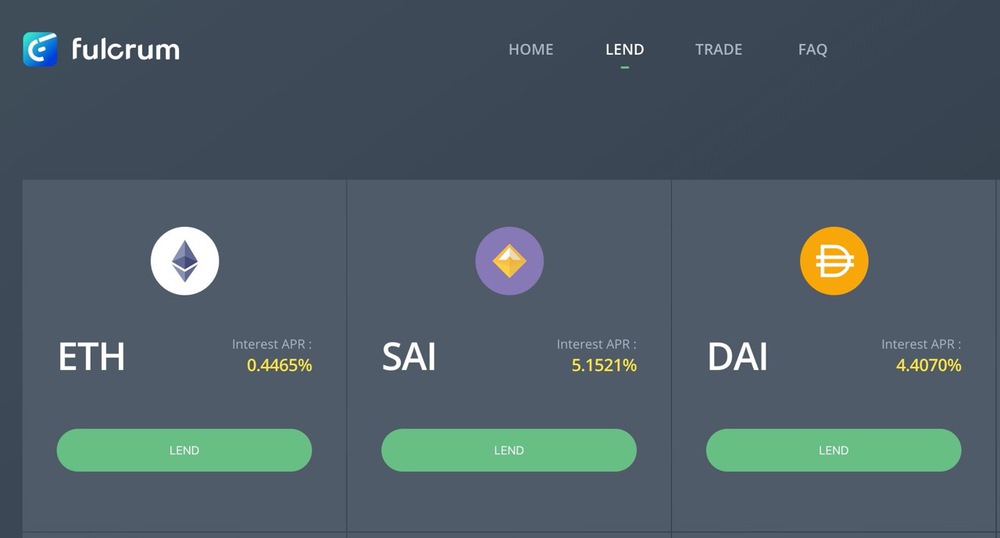 fulcrum
HOME LEND TRADE FAQ
ETH
Interest APR :
0.4465%
LEND
SAI
Interest APR :
5.1521%
LEND
DAI
Interest APR :
4.4070%
LEND